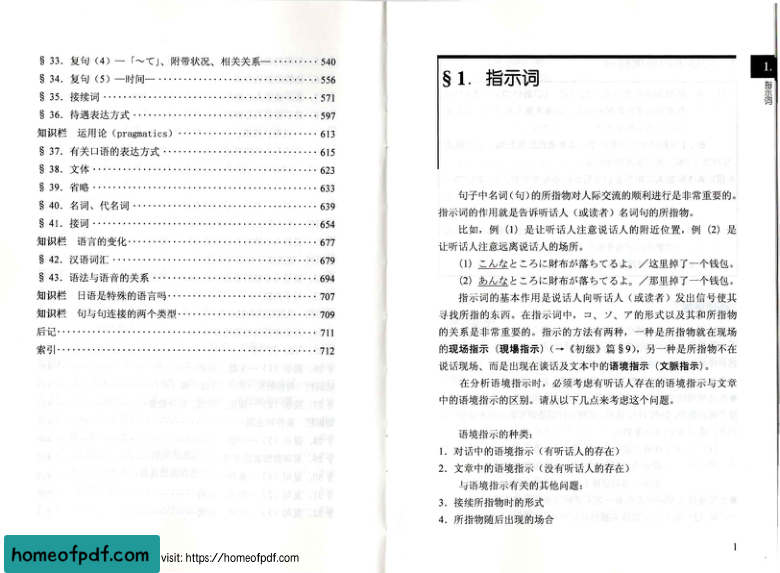 § 33. 复句（4）—「～て」、附带状况、相关关系—·········540
§ 34. 复句（5）—时间—·········556
§ 35. 接续词·········571
§ 36. 待遇表达方式·········597
知识栏 运用论（pragmatics）·········613
§ 37. 有关口语的表达方式·········615
§ 38. 文体·········623
§ 39. 省略·········633
§ 40. 名词、代名词·········639
§ 41. 接词·········654
知识栏 语言的变化·········677
§ 42. 汉语词汇·········679
§ 43. 语法与语音的关系·········694
知识栏 日语是特殊的语言吗·········707
知识栏 句与句连接的两个类型·········709
后记·········711
索引·········712
§1. 指示词
1.
指示词
句子中名词（句）的所指物对人际交流的顺利进行是非常重要的。
指示词的作用就是告诉听话人（或读者）名词句的所指物。
比如，例（1）是让听话人注意说话人的附近位置，例（2）是
让听话人注意远离说话人的场所。
（1）こんなところに財布が落ちてるよ。／这里掉了一个钱包。
（2）あんなところに財布が落ちてるよ。／那里掉了一个钱包。
指示词的基本作用是说话人向听话人（或读者）发出信号使其
寻找所指的东西。在指示词中，コ、ソ、ア的形式以及其和所指物
的关系是非常重要的。指示的方法有两种，一种是所指物就在现场
的现场指示（現場指示）（→《初级》篇§9），另一种是所指物不在
说话现场、而是出现在谈话及文本中的语境指示（文脈指示）。
在分析语境指示时，必须考虑有听话人存在的语境指示与文章
中的语境指示的区别。请从以下几点来考虑这个问题。
语境指示的种类：
1. 对话中的语境指示（有听话人的存在）
2. 文章中的语境指示（没有听话人的存在）
与语境指示有关的其他问题：
3. 接续所指物时的形式
4. 所指物随后出现的场合
1
homeofpdf.com
visit: https://homeofpdf.com